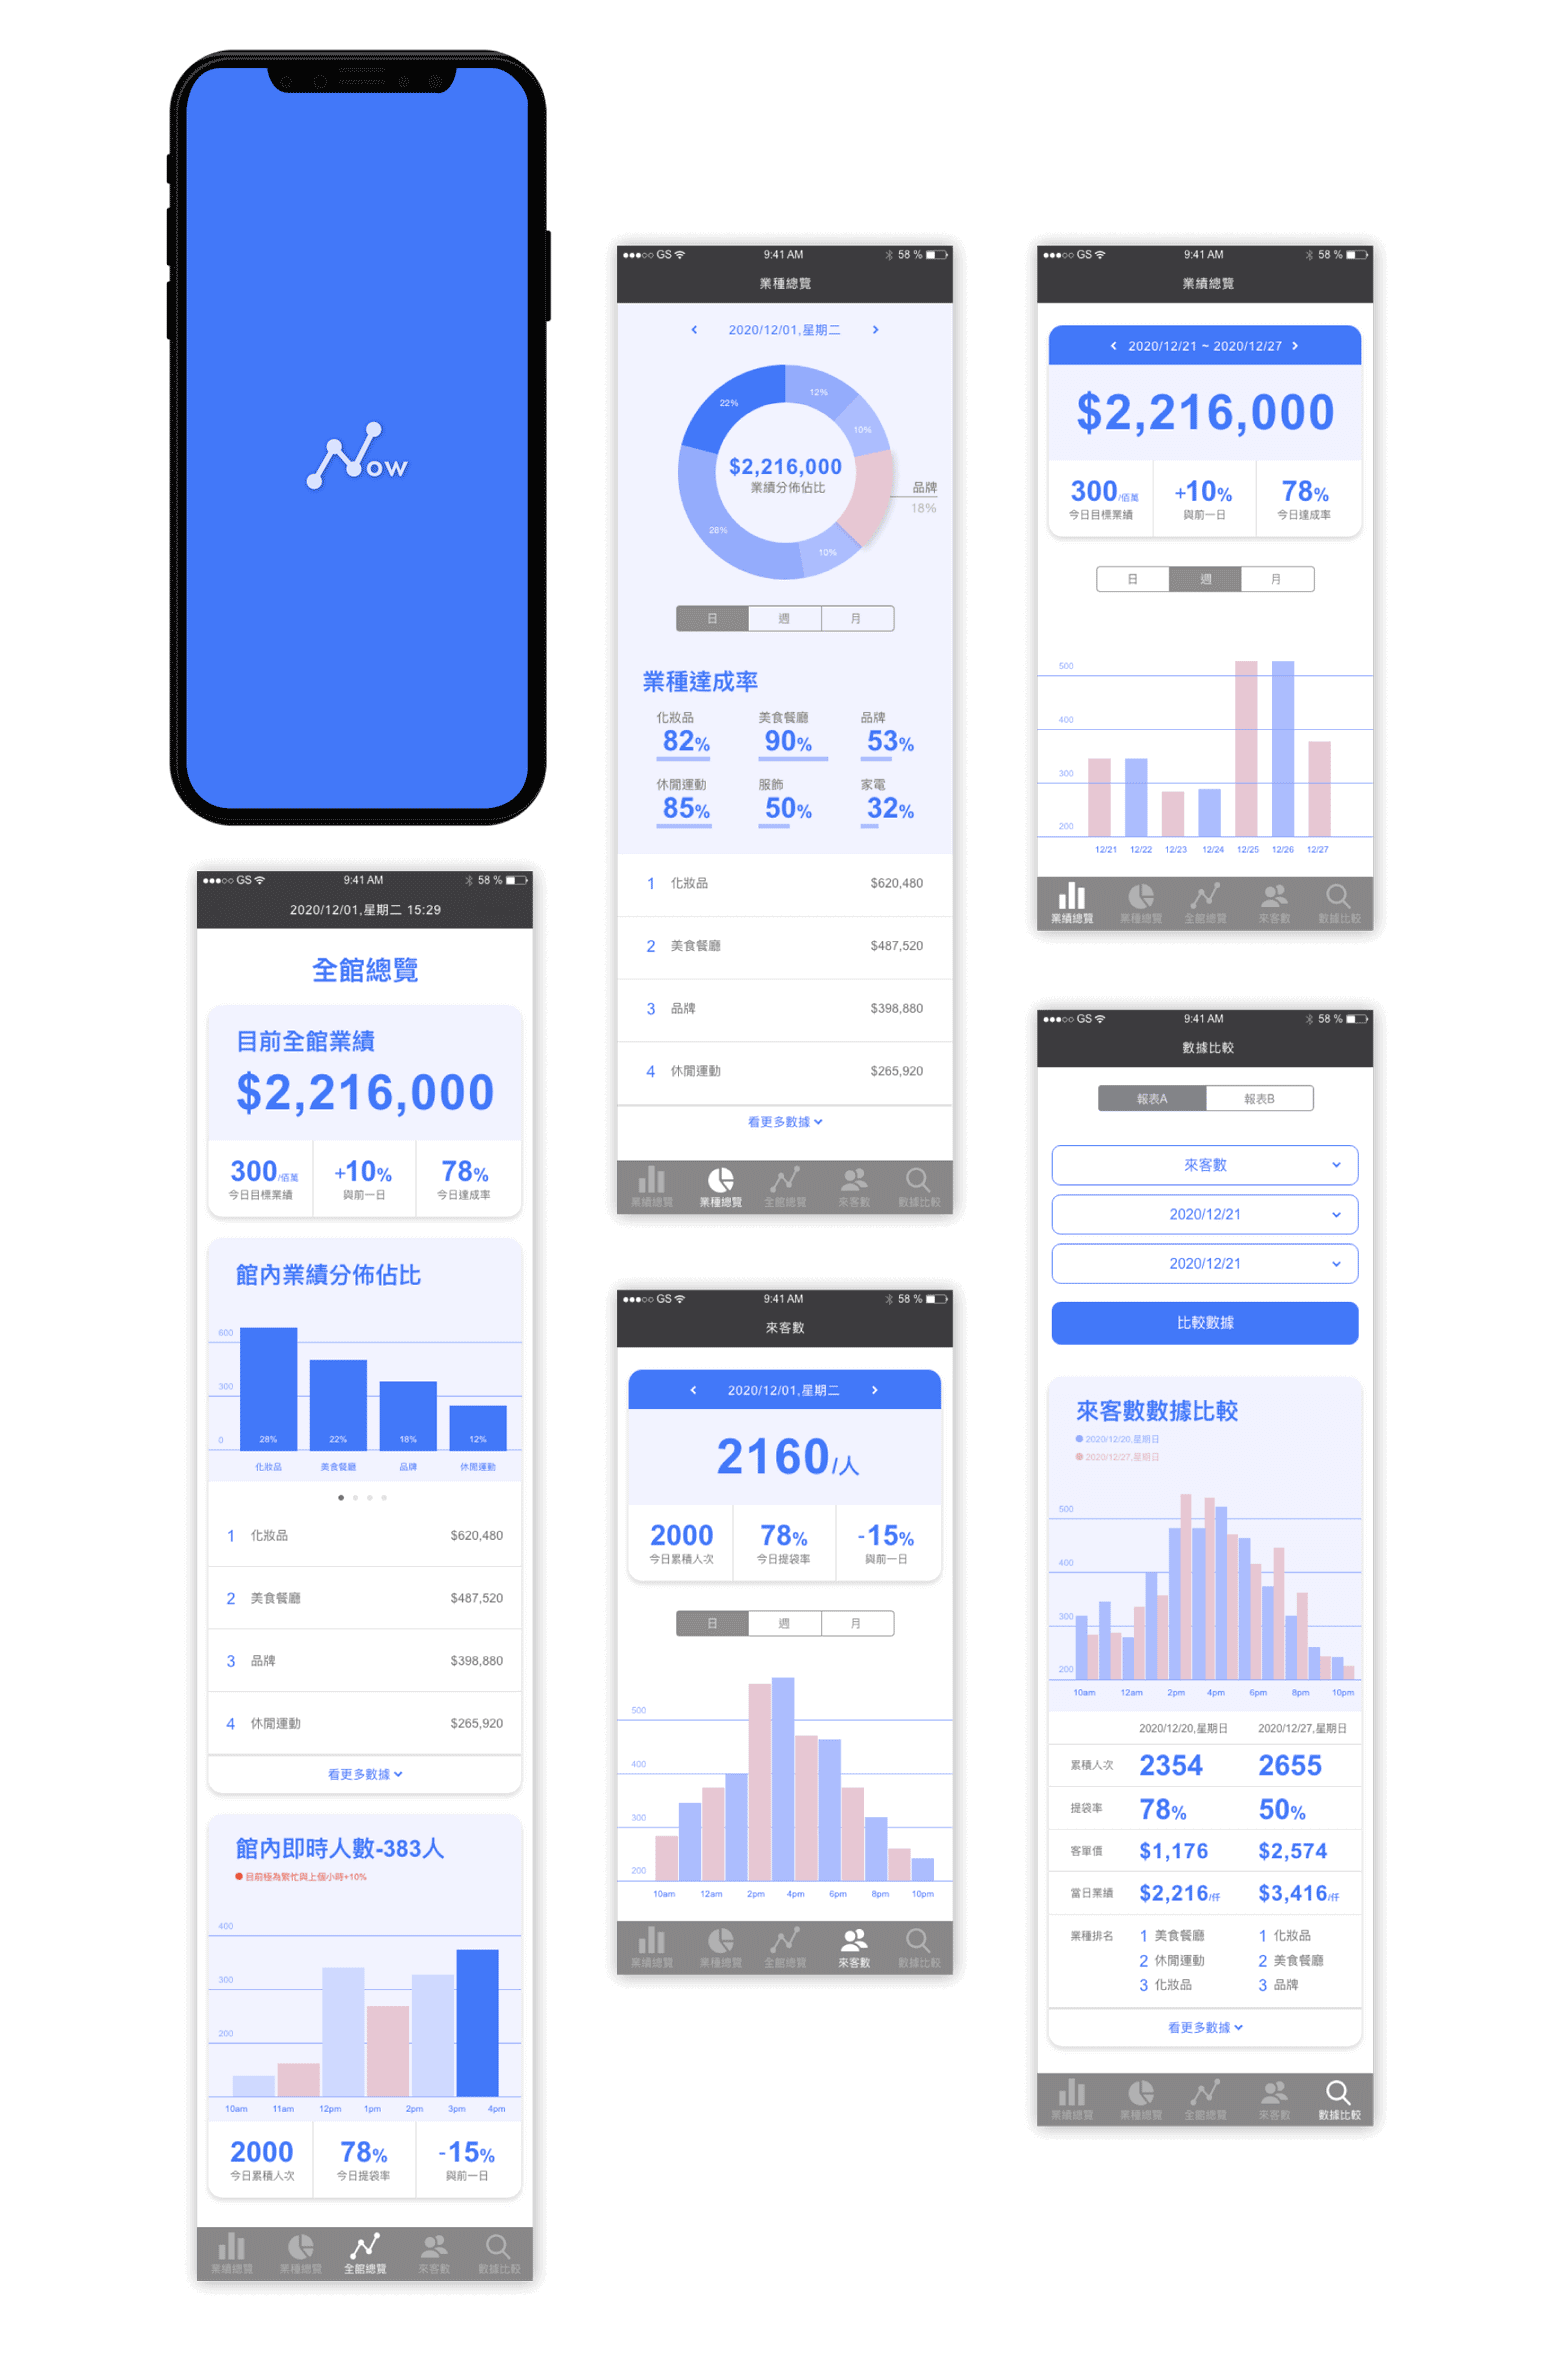 Now
●●●○○ GS 9:41 AM 58 %
2020/12/01,星期二 15:29
全館總覽
目前全館業績
$2,216,000
300/佰萬 +10% 78%
今日目標業績 與前一日 今日達成率
館內業績分佈佔比
600
300
0 28% 22% 18% 12%
化妝品 美食餐廳 品牌 休閒運動
1 化妝品 $620,480
2 美食餐廳 $487,520
3 品牌 $398,880
4 休閒運動 $265,920
看更多數據
館內即時人數-383人
目前極為繁忙與上個小時+10%
400
300
200
10am 11am 12pm 1pm 2pm 3pm 4pm
2000 78% -15%
今日累積人次 今日提袋率 與前一日
業績總覽 業種總覽 全館總覽 來客數 數據比較
●●●○○ GS 9:41 AM 58 %
業種總覽
2020/12/01,星期二
22% 12%
10%
$2,216,000
業績分佈佔比
品牌
18%
28%
10%
日 週 月
業種達成率
化妝品 美食餐廳 品牌
82% 90% 53%
休閒運動 服飾 家電
85% 50% 32%
1 化妝品 $620,480
2 美食餐廳 $487,520
3 品牌 $398,880
4 休閒運動 $265,920
看更多數據
業績總覽 業種總覽 全館總覽 來客數 數據比較
●●●○○ GS 9:41 AM 58 %
來客數
2020/12/01,星期二
2160/人
2000 78% -15%
今日累積人次 今日提袋率 與前一日
日 週 月
500
400
300
200
10am 12am 2pm 4pm 6pm 8pm 10pm
業績總覽 業種總覽 全館總覽 來客數 數據比較
●●●○○ GS 9:41 AM 58 %
業績總覽
2020/12/21 ~ 2020/12/27
$2,216,000
300/佰萬 +10% 78%
今日目標業績 與前一日 今日達成率
日 週 月
500
400
300
200
12/21 12/22 12/23 12/24 12/25 12/26 12/27
業績總覽 業種總覽 全館總覽 來客數 數據比較
●●●○○ GS 9:41 AM 58 %
數據比較
報表A 報表B
來客數
2020/12/21
2020/12/21
比較數據
來客數數據比較
2020/12/20,星期日
2020/12/27,星期日
500
400
300
200
10am 12am 2pm 4pm 6pm 8pm 10pm
2020/12/20,星期日 2020/12/27,星期日
累積人次 2354 2655
提袋率 78% 50%
客單價 $1,176 $2,574
當日業績 $2,216/仟 $3,416/仟
業種排名 1 美食餐廳 1 化妝品
2 休閒運動 2 美食餐廳
3 化妝品 3 品牌
看更多數據
業績總覽 業種總覽 全館總覽 來客數 數據比較